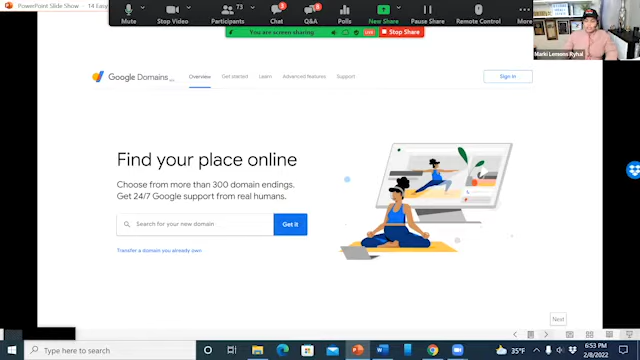 PowerPoint Slide Show - 14 Easy
Mute
Stop Video
73
Participants
Chat
Q&A
Polls
New Share
Pause Share
Remote Control
More
You are screen sharing
LIVE
Stop Share
Google Domains
Overview
Get started
Learn
Advanced Features
Support
Sign in
Find your place online
Choose from more than 300 domain endings.
Get 24/7 Google support from real humans.
Search for your new domain
Get it
Transfer a domain you already own
Next
Type here to search
35°F
6:53 PM
2/8/2022